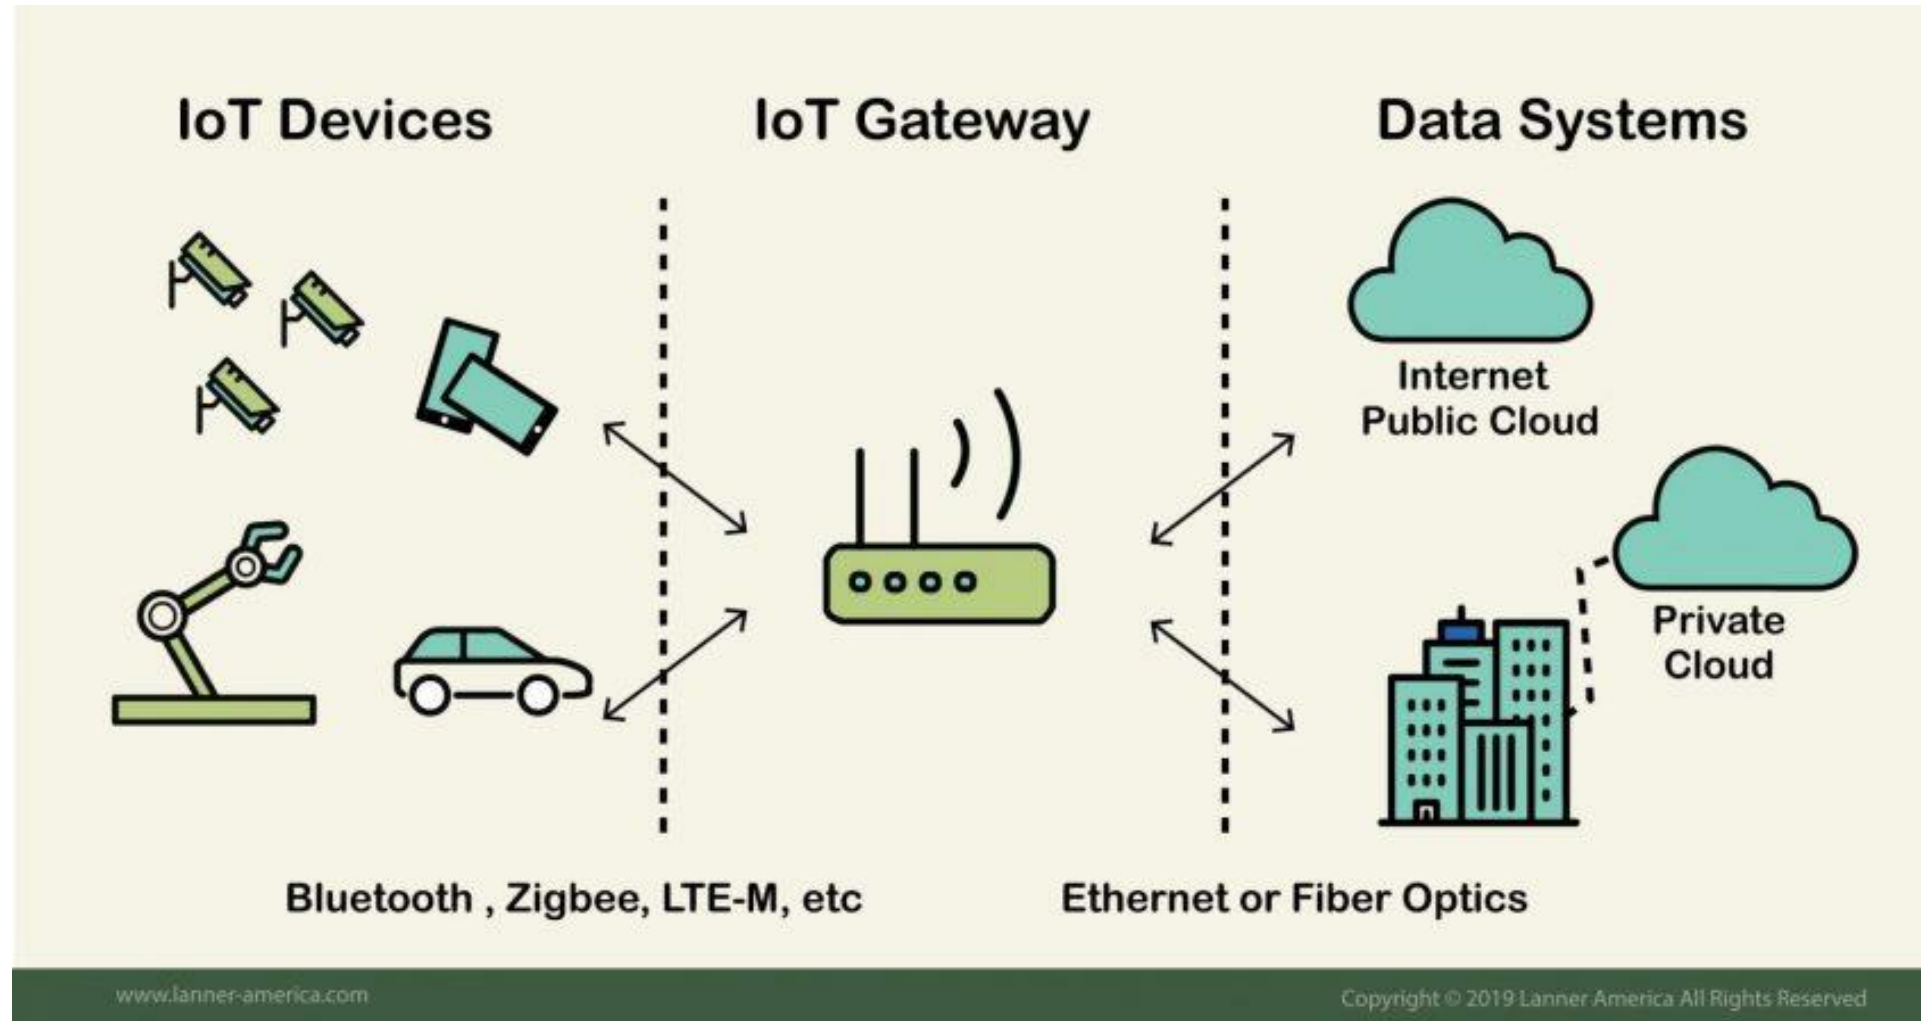 IoT Devices
IoT Gateway
Data Systems
Internet
Public Cloud
Private
Cloud
Bluetooth , Zigbee, LTE-M, etc
Ethernet or Fiber Optics
www.lanner-america.com
Copyright © 2019 Lanner America All Rights Reserved